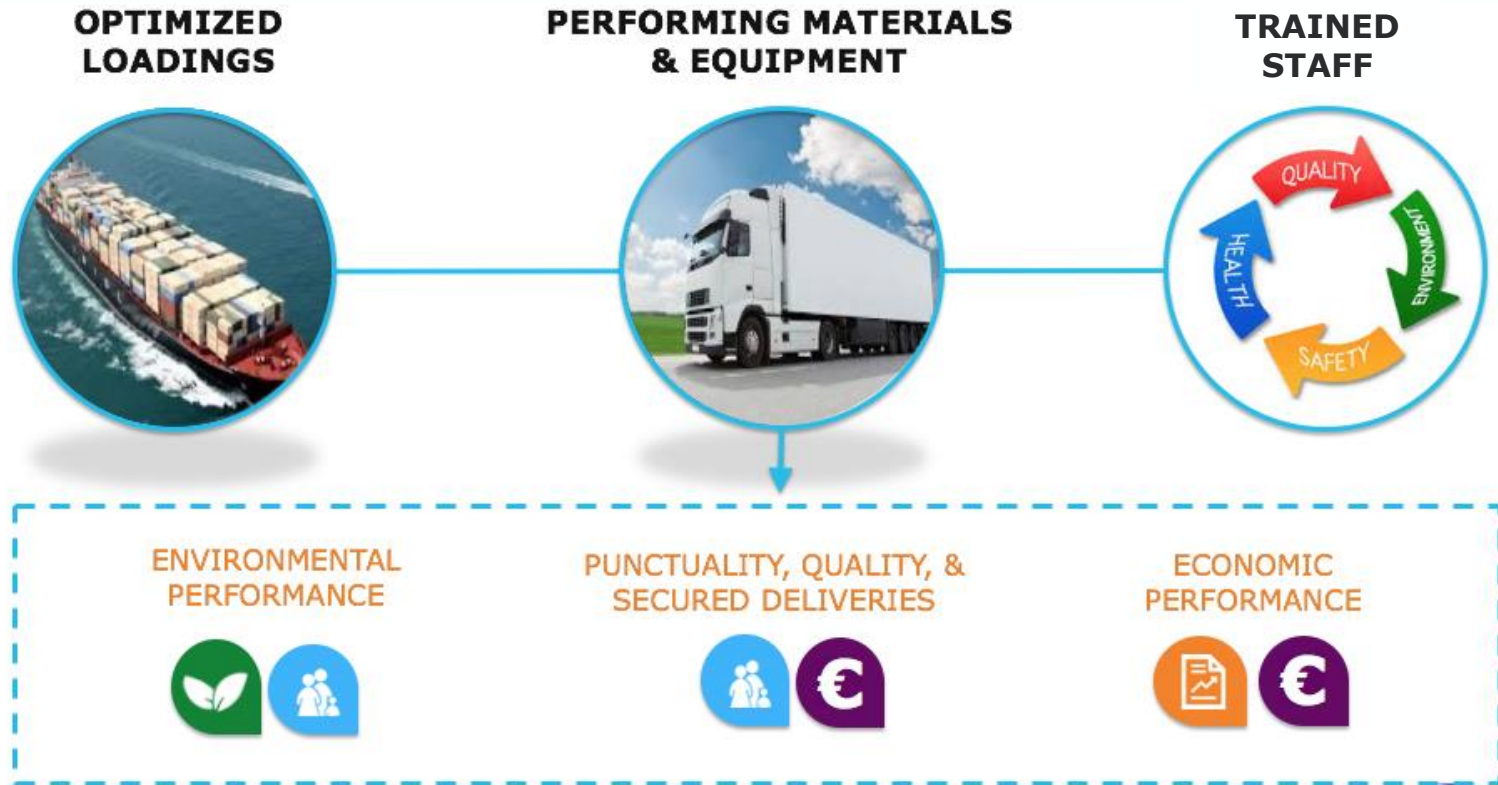 OPTIMIZED
LOADINGS
PERFORMING MATERIALS
& EQUIPMENT
TRAINED
STAFF
QUALITY
ENVIRONMENT
SAFETY
HEALTH
ENVIRONMENTAL
PERFORMANCE
PUNCTUALITY, QUALITY, &
SECURED DELIVERIES
ECONOMIC
PERFORMANCE
€
€